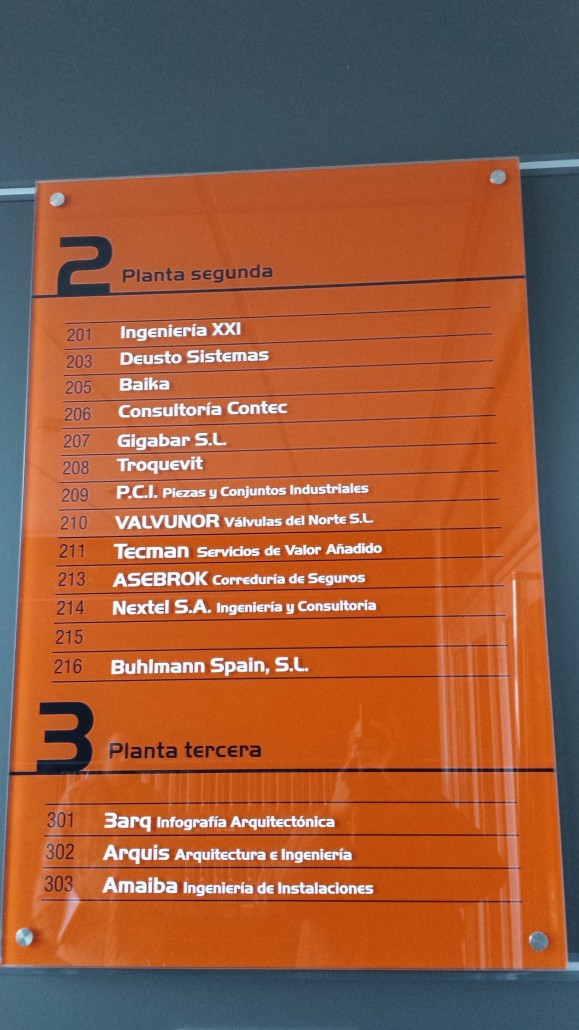 2 Planta segunda
201 Ingeniería XXI
203 Deusto Sistemas
205 Baika
206 Consultoría Contec
207 Gigabar S.L.
208 Troquevit
209 P.C.I. Piezas y Conjuntos Industriales
210 VALVUNOR Válvulas del Norte S.L.
211 Tecman Servicios de Valor Añadido
213 ASEBROK Correduría de Seguros
214 Nextel S.A. Ingeniería y Consultoría
215
216 Buhlmann Spain, S.L.
3 Planta tercera
301 3arq Infografía Arquitectónica
302 Arquis Arquitectura e Ingeniería
303 Amaiba Ingeniería de Instalaciones